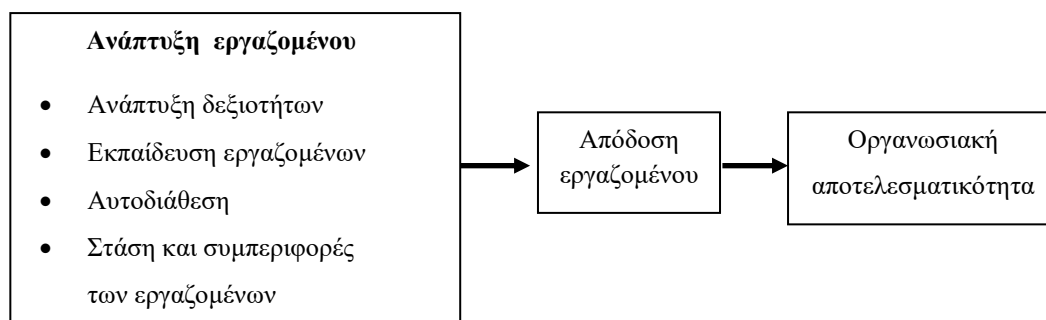 Ανάπτυξη εργαζομένου
• Ανάπτυξη δεξιοτήτων
• Εκπαίδευση εργαζομένων
• Αυτοδιάθεση
• Στάση και συμπεριφορές
των εργαζομένων
Απόδοση
εργαζομένου
Οργανωσιακή
αποτελεσματικότητα